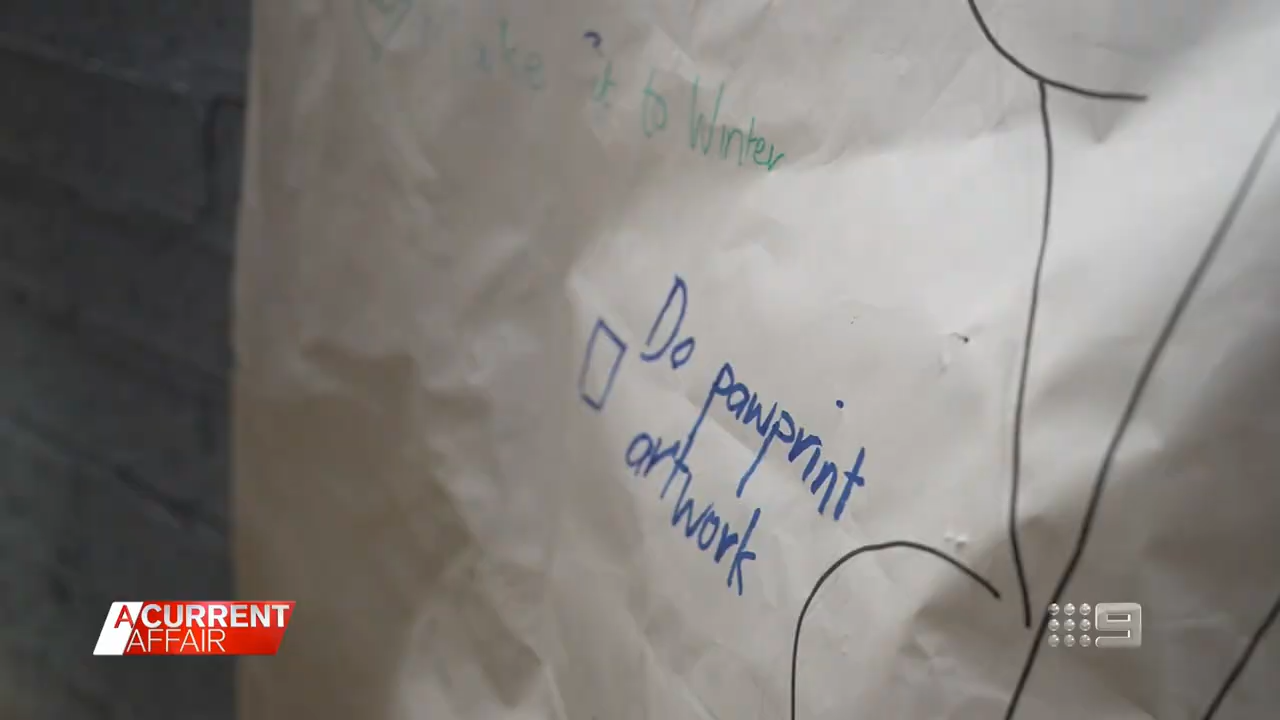 it to Winter
Do pawprint
artwork
A CURRENT
AFFAIR
9